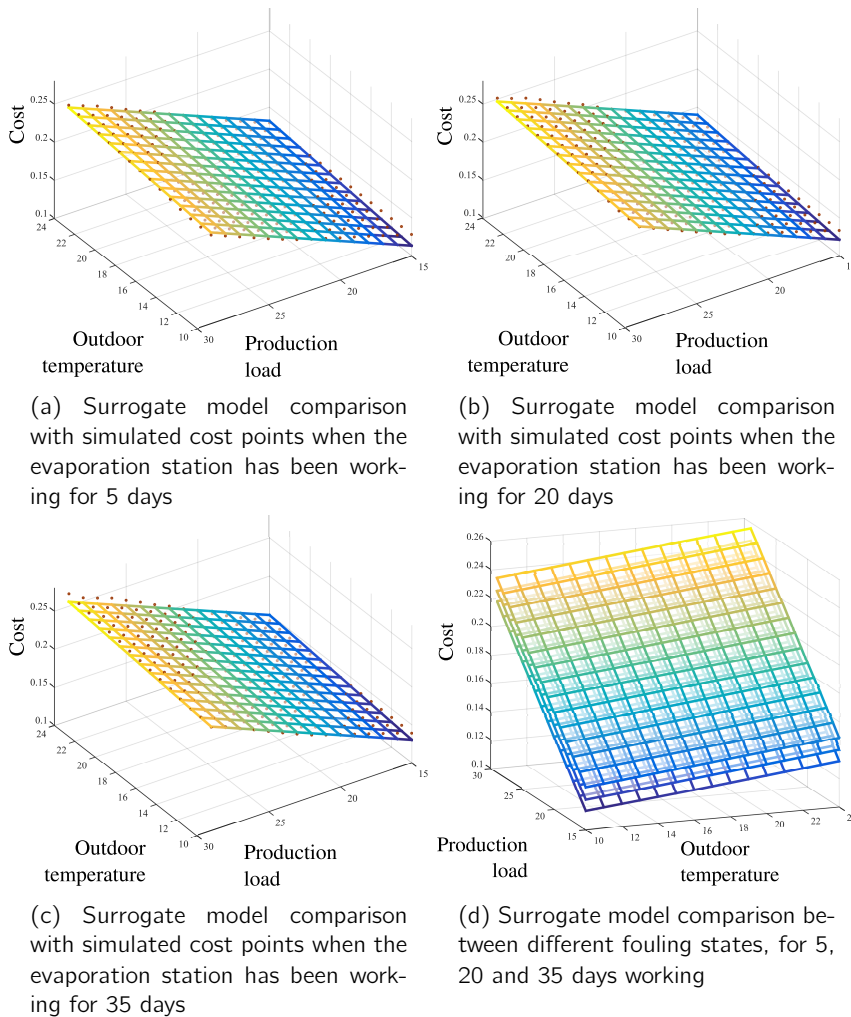 Cost
0.25
0.2
0.15
0.1
24
22
20
18
16
14
12
10
30
25
20
15
Outdoor
temperature
Production
load
(a) Surrogate model comparison
with simulated cost points when the
evaporation station has been work-
ing for 5 days
Cost
0.25
0.2
0.15
0.1
24
22
20
18
16
14
12
10
30
25
20
1
Outdoor
temperature
Production
load
(b) Surrogate model comparison
with simulated cost points when the
evaporation station has been work-
ing for 20 days
Cost
0.25
0.2
0.15
0.1
24
22
20
18
16
14
12
10
30
25
20
15
Outdoor
temperature
Production
load
(c) Surrogate model comparison
with simulated cost points when the
evaporation station has been work-
ing for 35 days
Cost
0.26
0.24
0.22
0.2
0.18
0.16
0.14
0.12
0.1
30
25
20
15
10
12
14
16
18
20
22
2
Production
load
Outdoor
temperature
(d) Surrogate model comparison be-
tween different fouling states, for 5,
20 and 35 days working